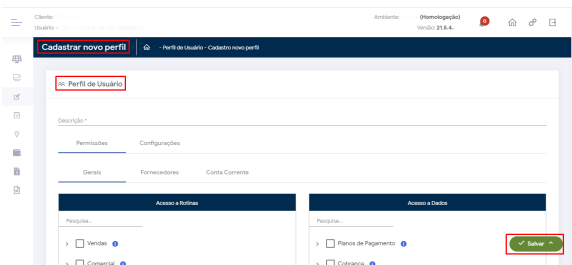 Cliente:
Ambiente: (Homologação)
Usuário:
Versão: 21.5.4.
Cadastrar novo perfil - Perfil de Usuário - Cadastro novo perfil
Perfil de Usuário
Descrição *
Permissões Configurações
Gerais Fornecedores Conta Corrente
Acesso a Rotinas Acesso a Dados
Pesquise... Pesquise...
> Vendas > Planos de Pagamento
Salvar
> Comercial > Cobrança